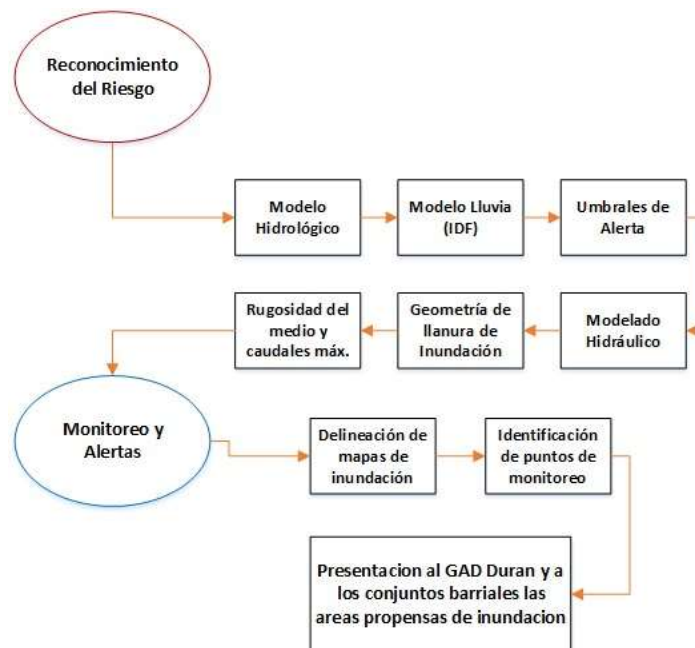 Reconocimiento
del Riesgo
Modelo
Hidrológico
Modelo Lluvia
(IDF)
Umbrales de
Alerta
Modelado
Hidráulico
Geometría de
llanura de
Inundación
Rugosidad del
medio y
caudales máx.
Monitoreo y
Alertas
Delineación de
mapas de
inundación
Identificación
de puntos de
monitoreo
Presentacion al GAD Duran y a
los conjuntos barriales las
areas propensas de inundacion